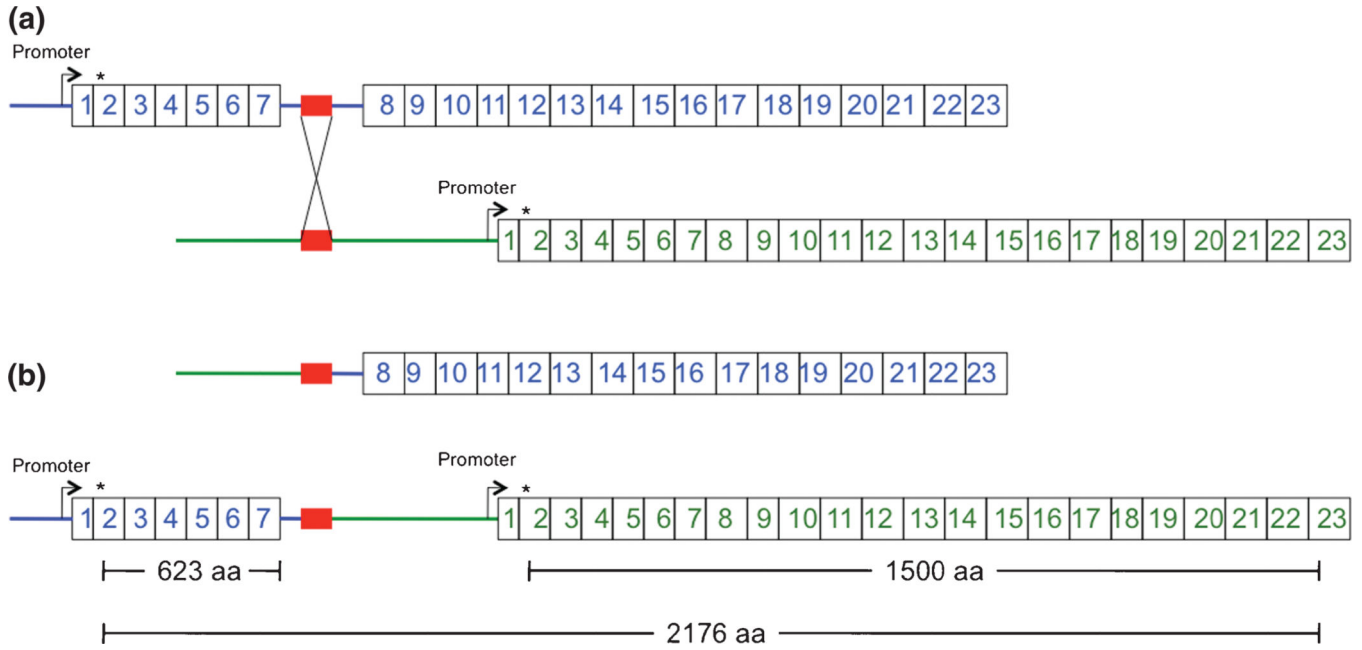 (a)
Promoter
*
1 2 3 4 5 6 7 8 9 10 11 12 13 14 15 16 17 18 19 20 21 22 23
Promoter
*
1 2 3 4 5 6 7 8 9 10 11 12 13 14 15 16 17 18 19 20 21 22 23
(b)
8 9 10 11 12 13 14 15 16 17 18 19 20 21 22 23
Promoter
*
Promoter
*
1 2 3 4 5 6 7 1 2 3 4 5 6 7 8 9 10 11 12 13 14 15 16 17 18 19 20 21 22 23
623 aa 1500 aa
2176 aa